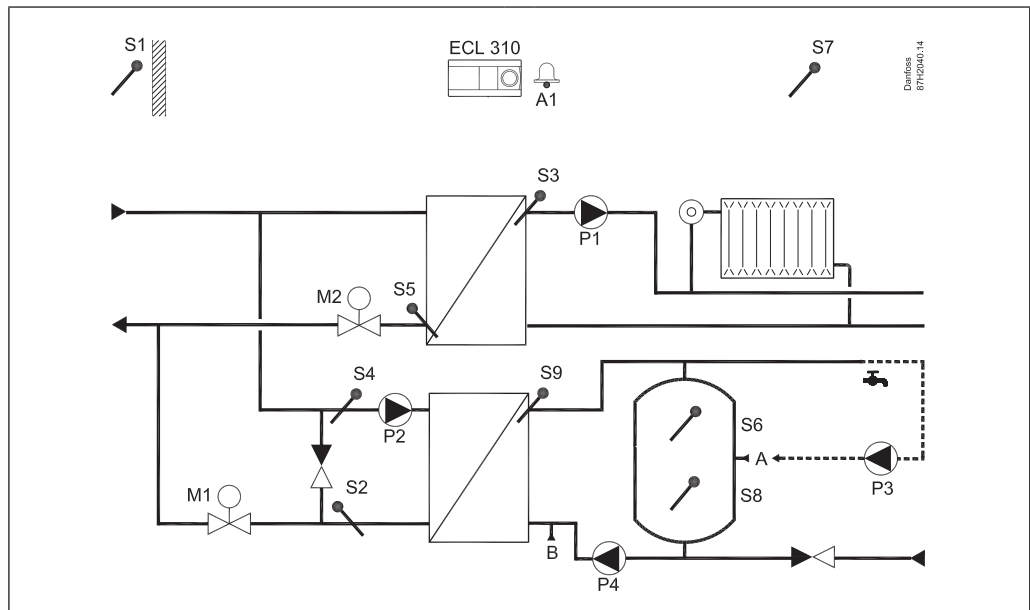 S1
ECL 310
A1
S7
Danfoss
87H2040.14
S3
P1
M2
S5
S4
P2
S9
S6
A
S8
P3
M1
S2
B
P4